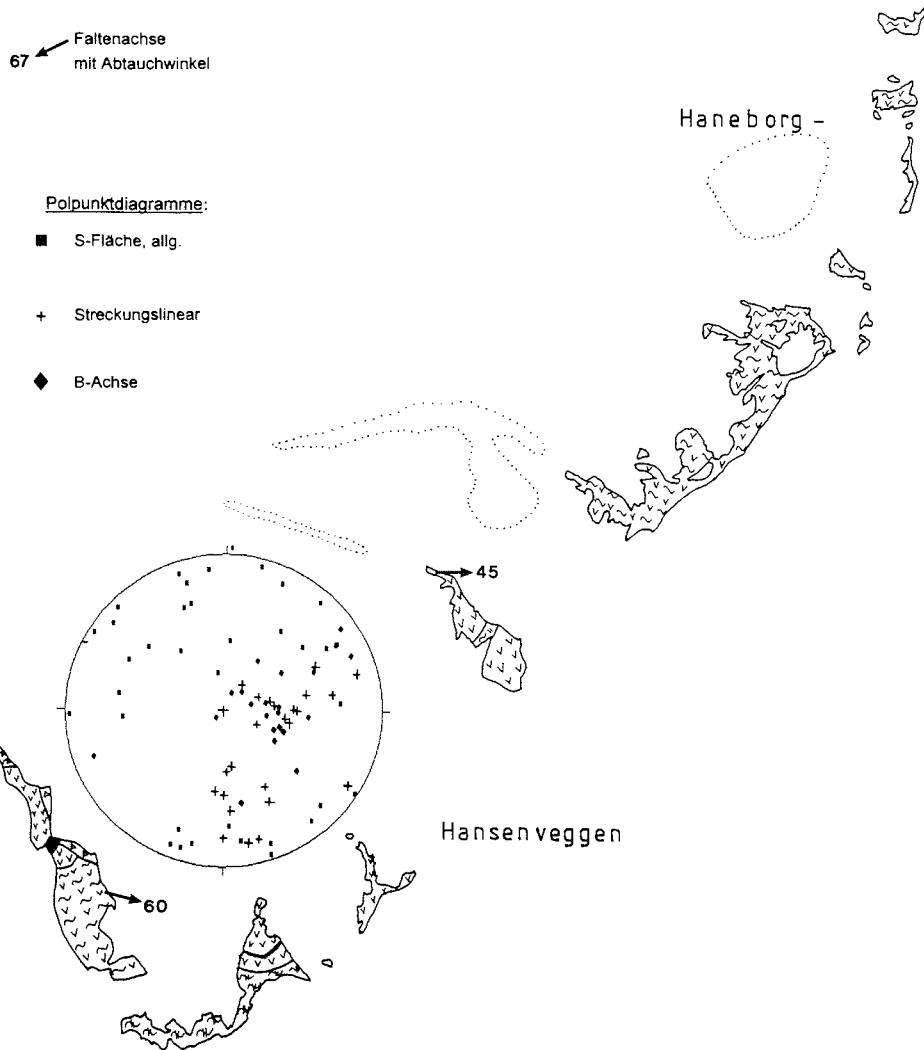 67
Faltenachse
mit Abtauchwinkel
Haneborg -
Polpunktdiagramme:
S-Fläche, allg.
Streckungslinear
B-Achse
45
Hansenveggen
60